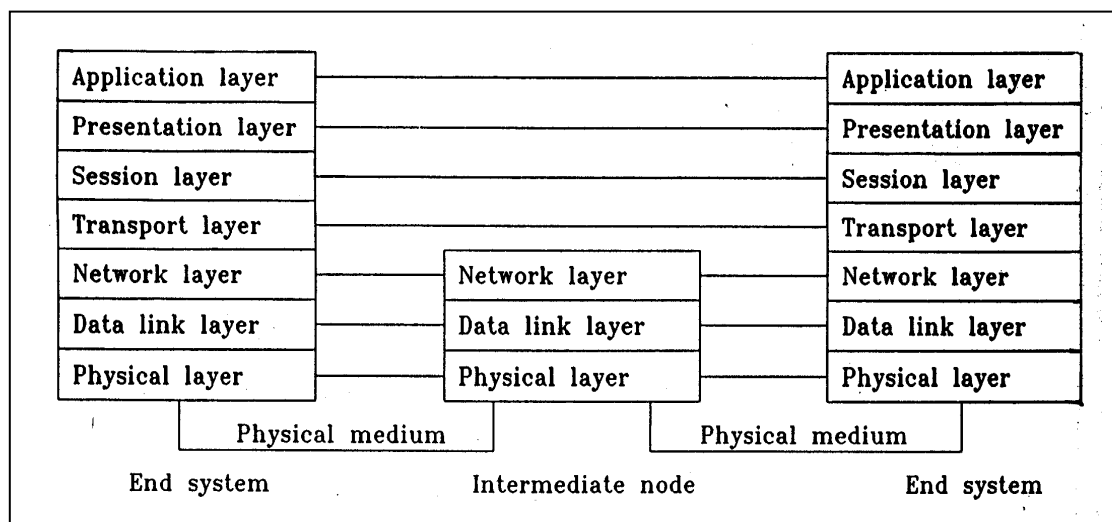 Application layer
Presentation layer
Session layer
Transport layer
Network layer
Data link layer
Physical layer
Network layer
Data link layer
Physical layer
Application layer
Presentation layer
Session layer
Transport layer
Network layer
Data link layer
Physical layer
Physical medium
Physical medium
End system
Intermediate node
End system